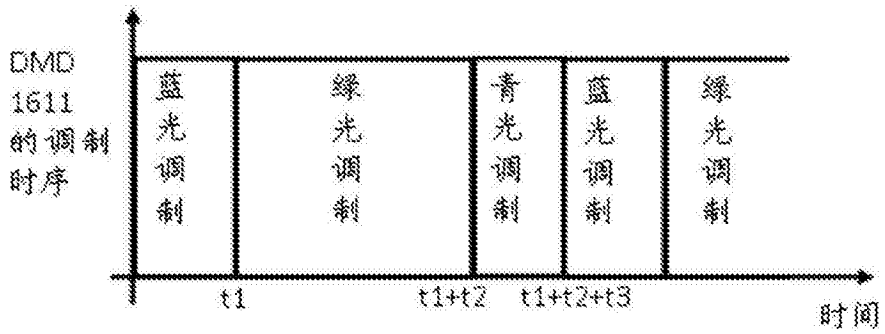 DMD
1611
的调制
时序
蓝光调制
绿光调制
青光调制
蓝光调制
绿光调制
t1
t1+t2
t1+t2+t3
时间